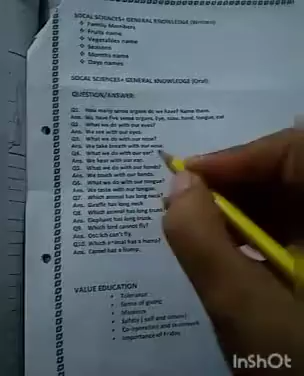 SOCAL SCIENCES+ GENERAL KNOWLEDGE (Written)
Family Members
Fruits name
Vegetables name
Seasons
Months name
Days names
SOCAL SCIENCES+ GENERAL KNOWLEDGE (Oral)
QUESTION/ANSWER:
Q1. How many sense organs do we have? Name them.
Ans. We have five sense organs. Eye, nose, hand, tongue, ear
Q2. What we do with our eyes?
Ans. We see with our eyes.
Q3. What we do with our nose?
Ans. We take breath with our nose.
Q4. What we do with our ear?
Ans. We hear with our ear.
Q5. What we do with our hands?
Ans. We touch with our hands.
Q6. What we do with our tongue?
Ans. We taste with our tongue.
Q7. Which animal has long neck?
Ans. Giraffe has long neck
Q8. Which animal has long trunk
Ans. Elephant has long trunk.
Q9. Which bird cannot fly?
Ans. Ostrich can't fly.
Q10. Which animal has a hump?
Ans. Camel has a hump.
VALUE EDUCATION
Tolerance
Sense of giving
Manners
Safety ( self and others)
Co-operation and teamwork
Importance of Friday
InShOt